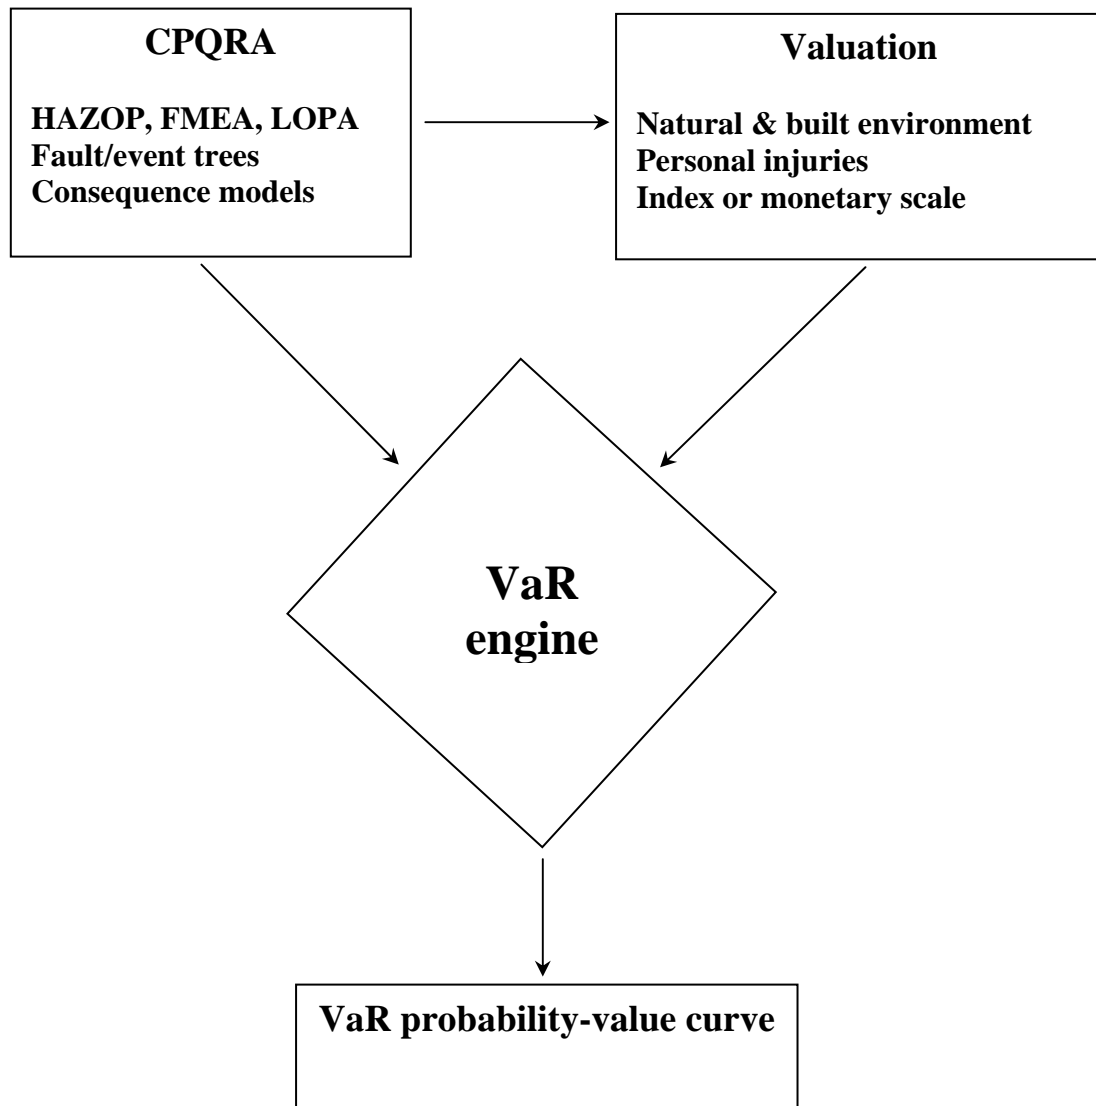 CPQRA
HAZOP, FMEA, LOPA
Fault/event trees
Consequence models
Valuation
Natural & built environment
Personal injuries
Index or monetary scale
VaR
engine
VaR probability-value curve